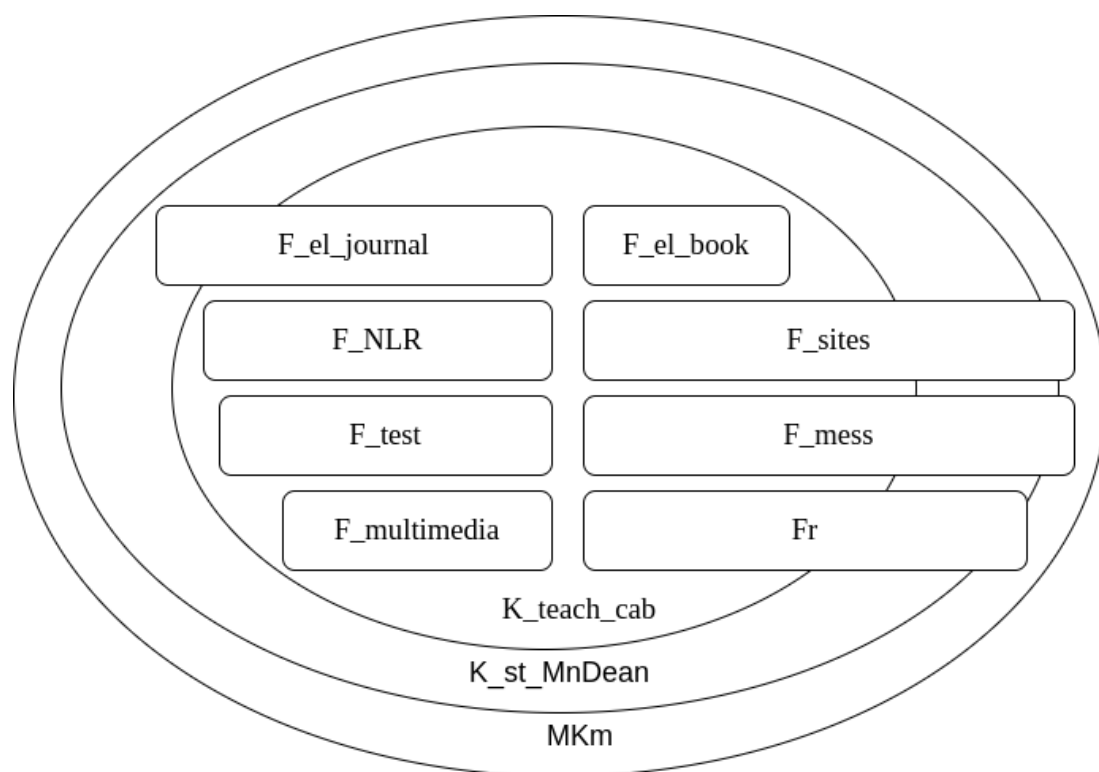 F_el_journal
F_el_book
F_NLR
F_sites
F_test
F_mess
F_multimedia
Fr
K_teach_cab
K_st_MnDean
MKm